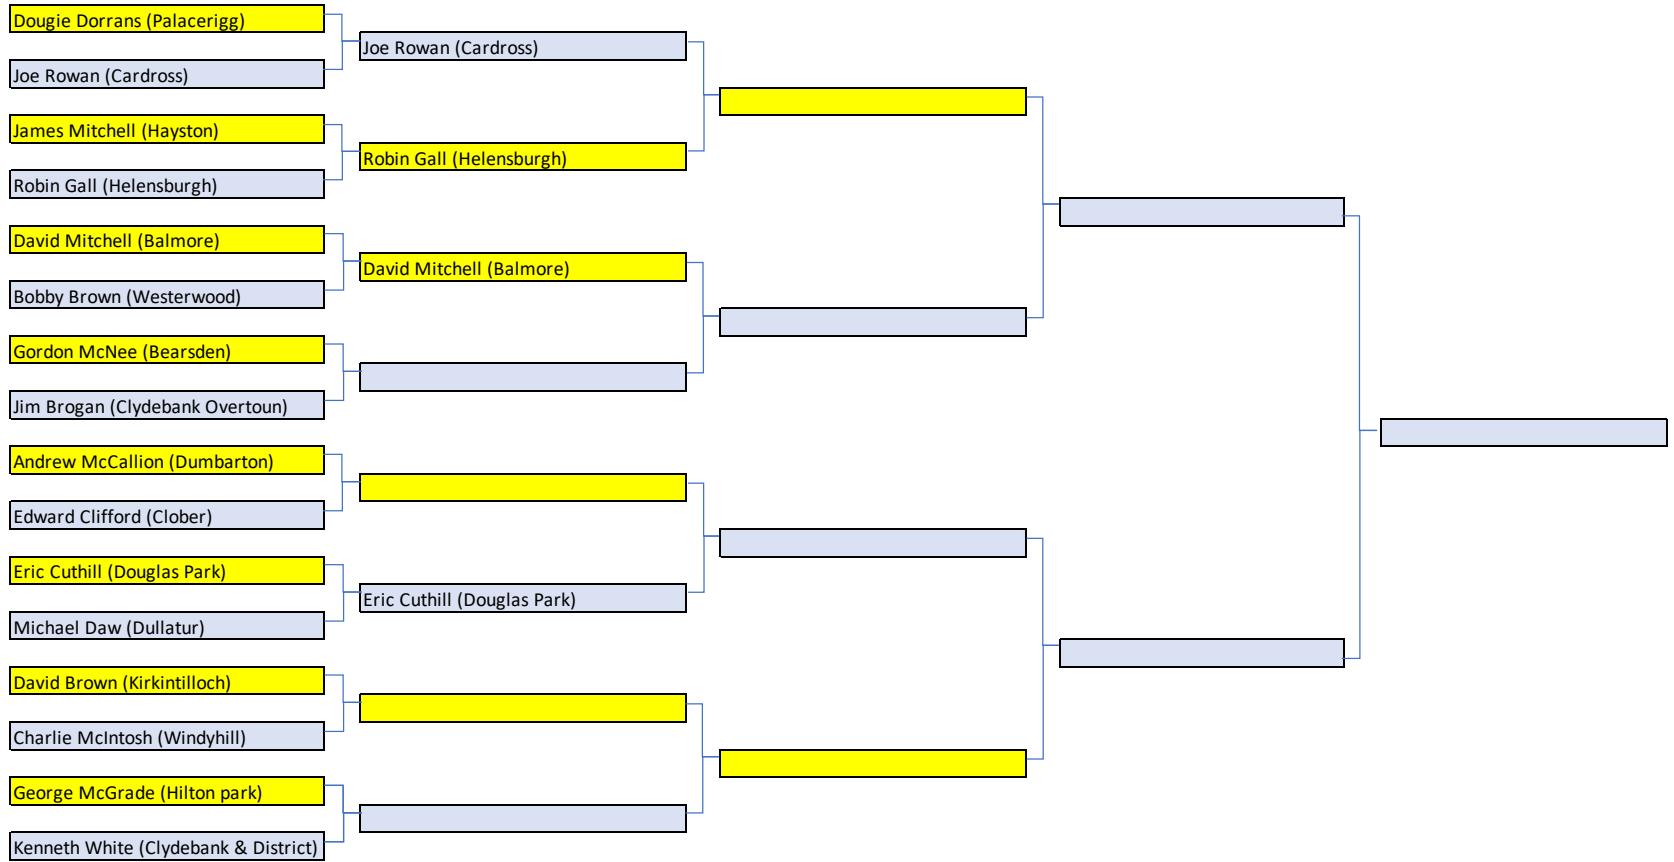 Dougie Dorrans (Palacerigg)
Joe Rowan (Cardross)
Joe Rowan (Cardross)
James Mitchell (Hayston)
Robin Gall (Helensburgh)
Robin Gall (Helensburgh)
David Mitchell (Balmore)
David Mitchell (Balmore)
Bobby Brown (Westerwood)
Gordon McNee (Bearsden)
Jim Brogan (Clydebank Overtoun)
Andrew McCallion (Dumbarton)
Edward Clifford (Clober)
Eric Cuthill (Douglas Park)
Eric Cuthill (Douglas Park)
Michael Daw (Dullatur)
David Brown (Kirkintilloch)
Charlie McIntosh (Windyhill)
George McGrade (Hilton park)
Kenneth White (Clydebank & District)